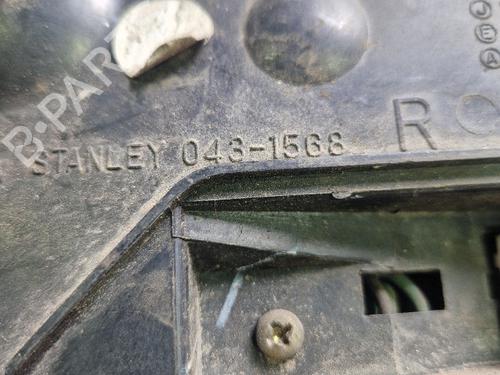 B-PARTS
J E A
R
STANLEY 043-1568